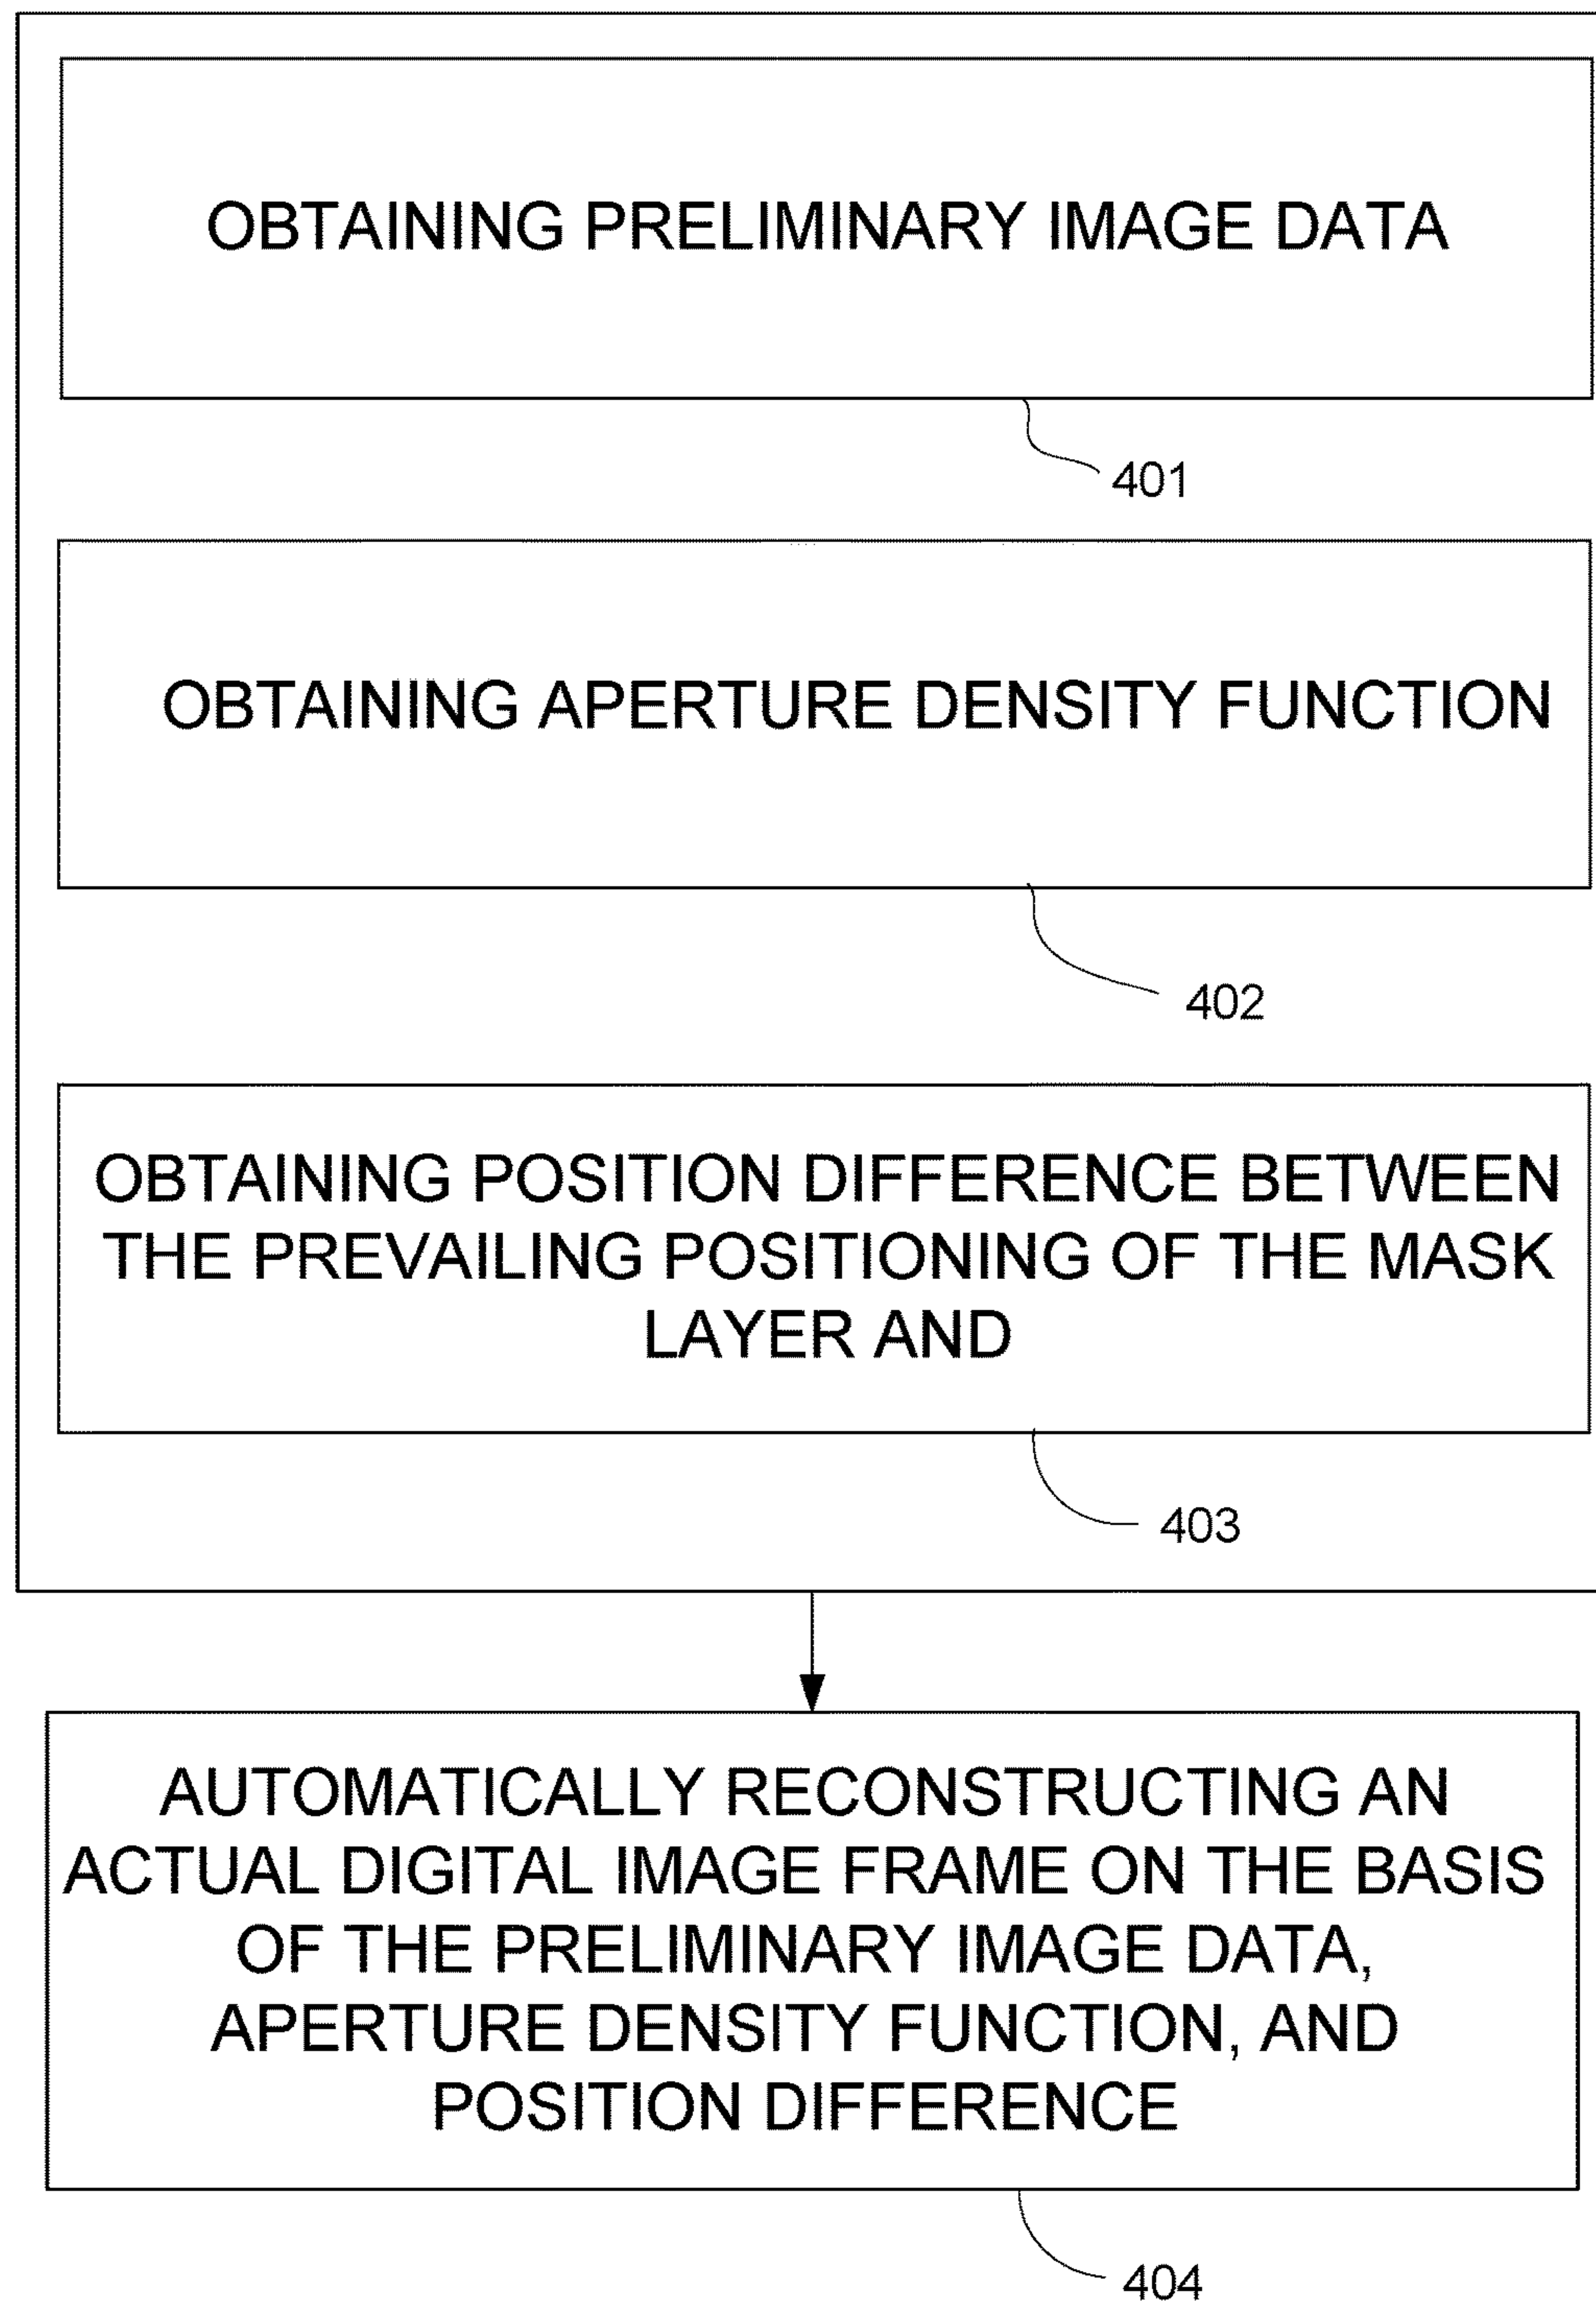 OBTAINING PRELIMINARY IMAGE DATA
401
OBTAINING APERTURE DENSITY FUNCTION
402
OBTAINING POSITION DIFFERENCE BETWEEN
THE PREVAILING POSITIONING OF THE MASK
LAYER AND
403
AUTOMATICALLY RECONSTRUCTING AN
ACTUAL DIGITAL IMAGE FRAME ON THE BASIS
OF THE PRELIMINARY IMAGE DATA,
APERTURE DENSITY FUNCTION, AND
POSITION DIFFERENCE
404